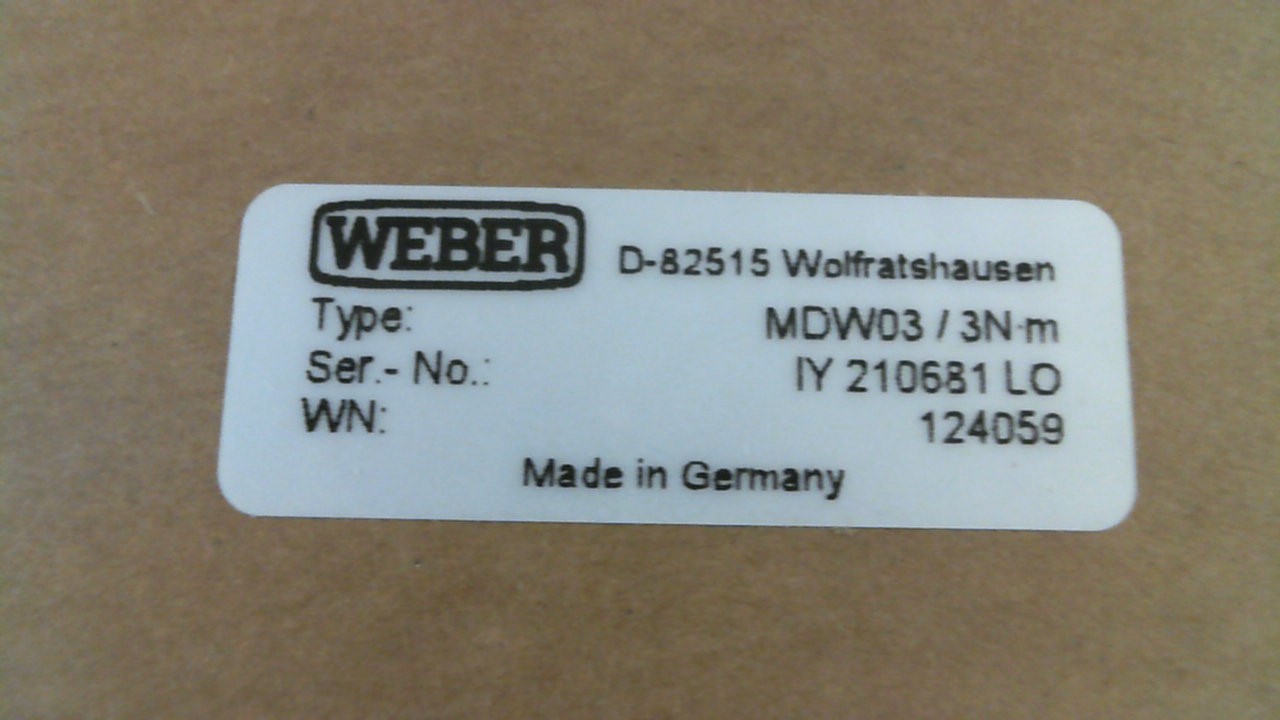 WEBER D-82515 Wolfratshausen
Type: MDW03 / 3N·m
Ser.- No.: IY 210681 LO
WN: 124059
Made in Germany